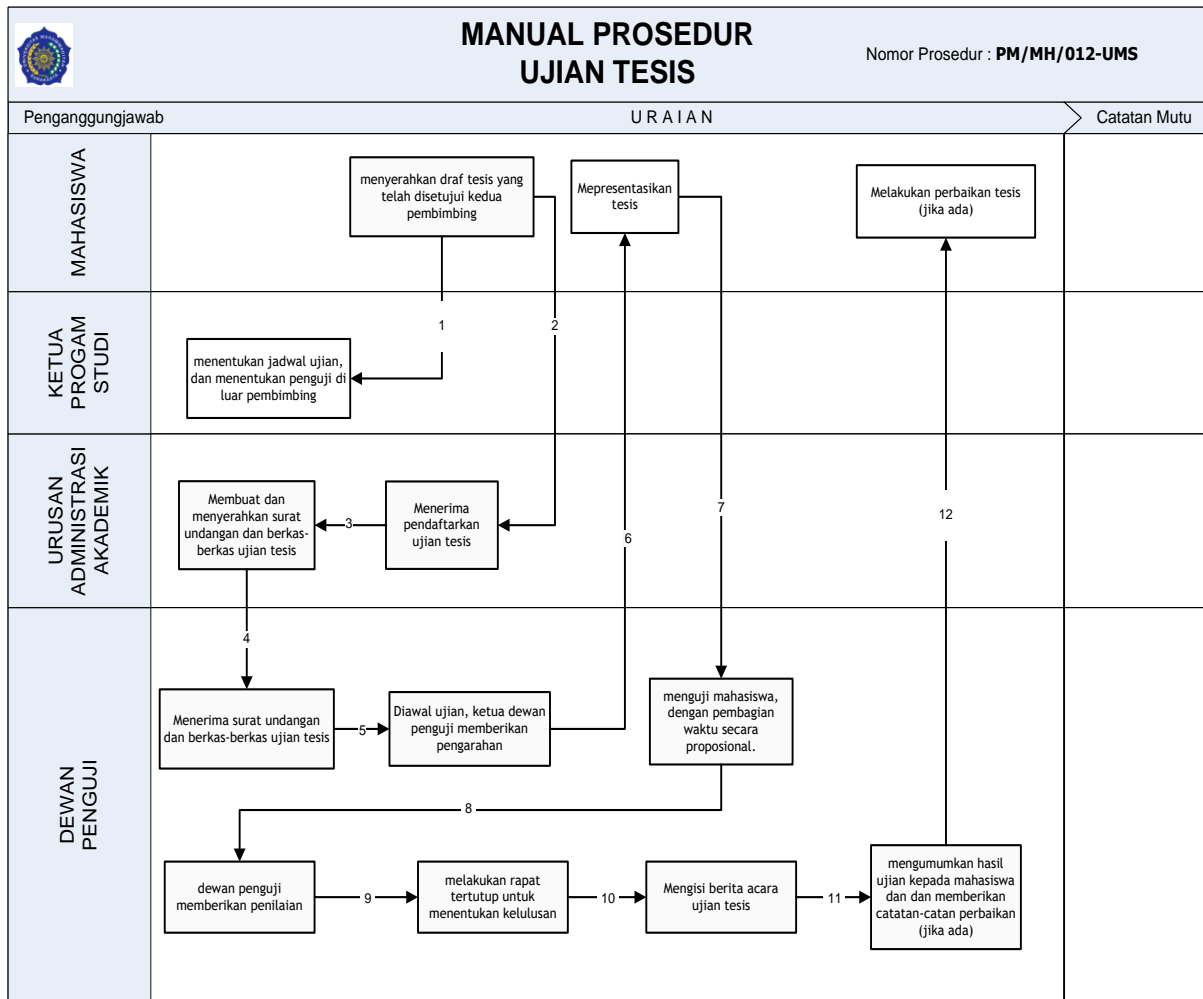 MANUAL PROSEDUR
UJIAN TESIS
Nomor Prosedur : PM/MH/012-UMS
Penganggungjawab
U R A I A N
Catatan Mutu
MAHASISWA
menyerahkan draf tesis yang
telah disetujui kedua
pembimbing
Mepresentasikan
tesis
Melakukan perbaikan tesis
(jika ada)
KETUA
PROGAM
STUDI
1
2
menentukan jadwal ujian,
dan menentukan penguji di
luar pembimbing
URUSAN
ADMINISTRASI
AKADEMIK
Membuat dan
menyerahkan surat
undangan dan berkas-
berkas ujian tesis
3
Menerima
pendaftarkan
ujian tesis
6
7
12
DEWAN
PENGUJI
4
Menerima surat undangan
dan berkas-berkas ujian tesis
5
Diawal ujian, ketua dewan
penguji memberikan
pengarahan
menguji mahasiswa,
dengan pembagian
waktu secara
proposional.
8
dewan penguji
memberikan penilaian
9
melakukan rapat
tertutup untuk
menentukan kelulusan
10
Mengisi berita acara
ujian tesis
11
mengumumkan hasil
ujian kepada mahasiswa
dan dan memberikan
catatan-catan perbaikan
(jika ada)